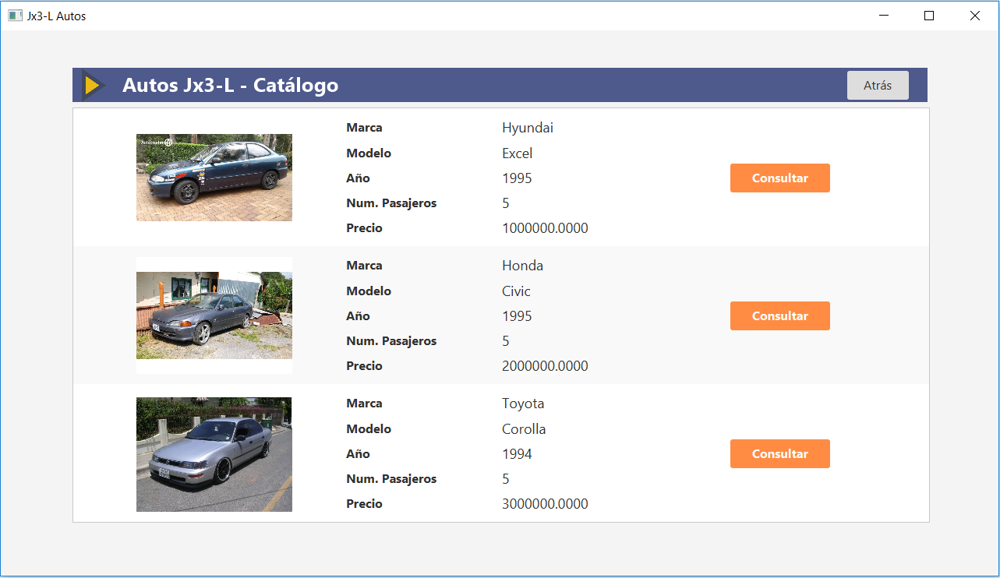 Jx3-L Autos
Autos Jx3-L - Catálogo
Atrás
Marca Hyundai
Modelo Excel
Año 1995
Num. Pasajeros 5
Precio 1000000.0000
Consultar
Marca Honda
Modelo Civic
Año 1995
Num. Pasajeros 5
Precio 2000000.0000
Consultar
Marca Toyota
Modelo Corolla
Año 1994
Num. Pasajeros 5
Precio 3000000.0000
Consultar